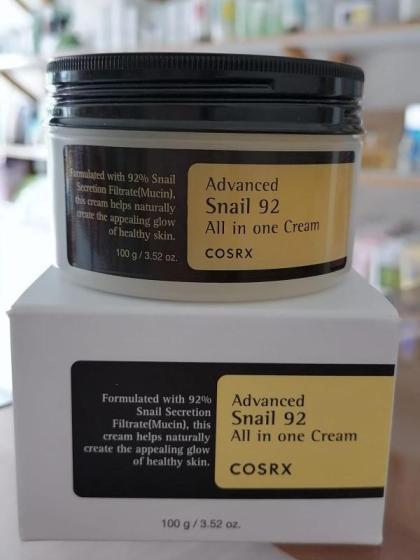 Formulated with 92% Snail
Secretion Filtrate(Mucin),
this cream helps naturally
create the appealing glow
of healthy skin.
100 g / 3.52 oz.
Advanced
Snail 92
All in one Cream
COSRX
Formulated with 92%
Snail Secretion
Filtrate(Mucin), this
cream helps naturally
create the appealing glow
of healthy skin.
Advanced
Snail 92
All in one Cream
COSRX
100 g / 3.52 oz.